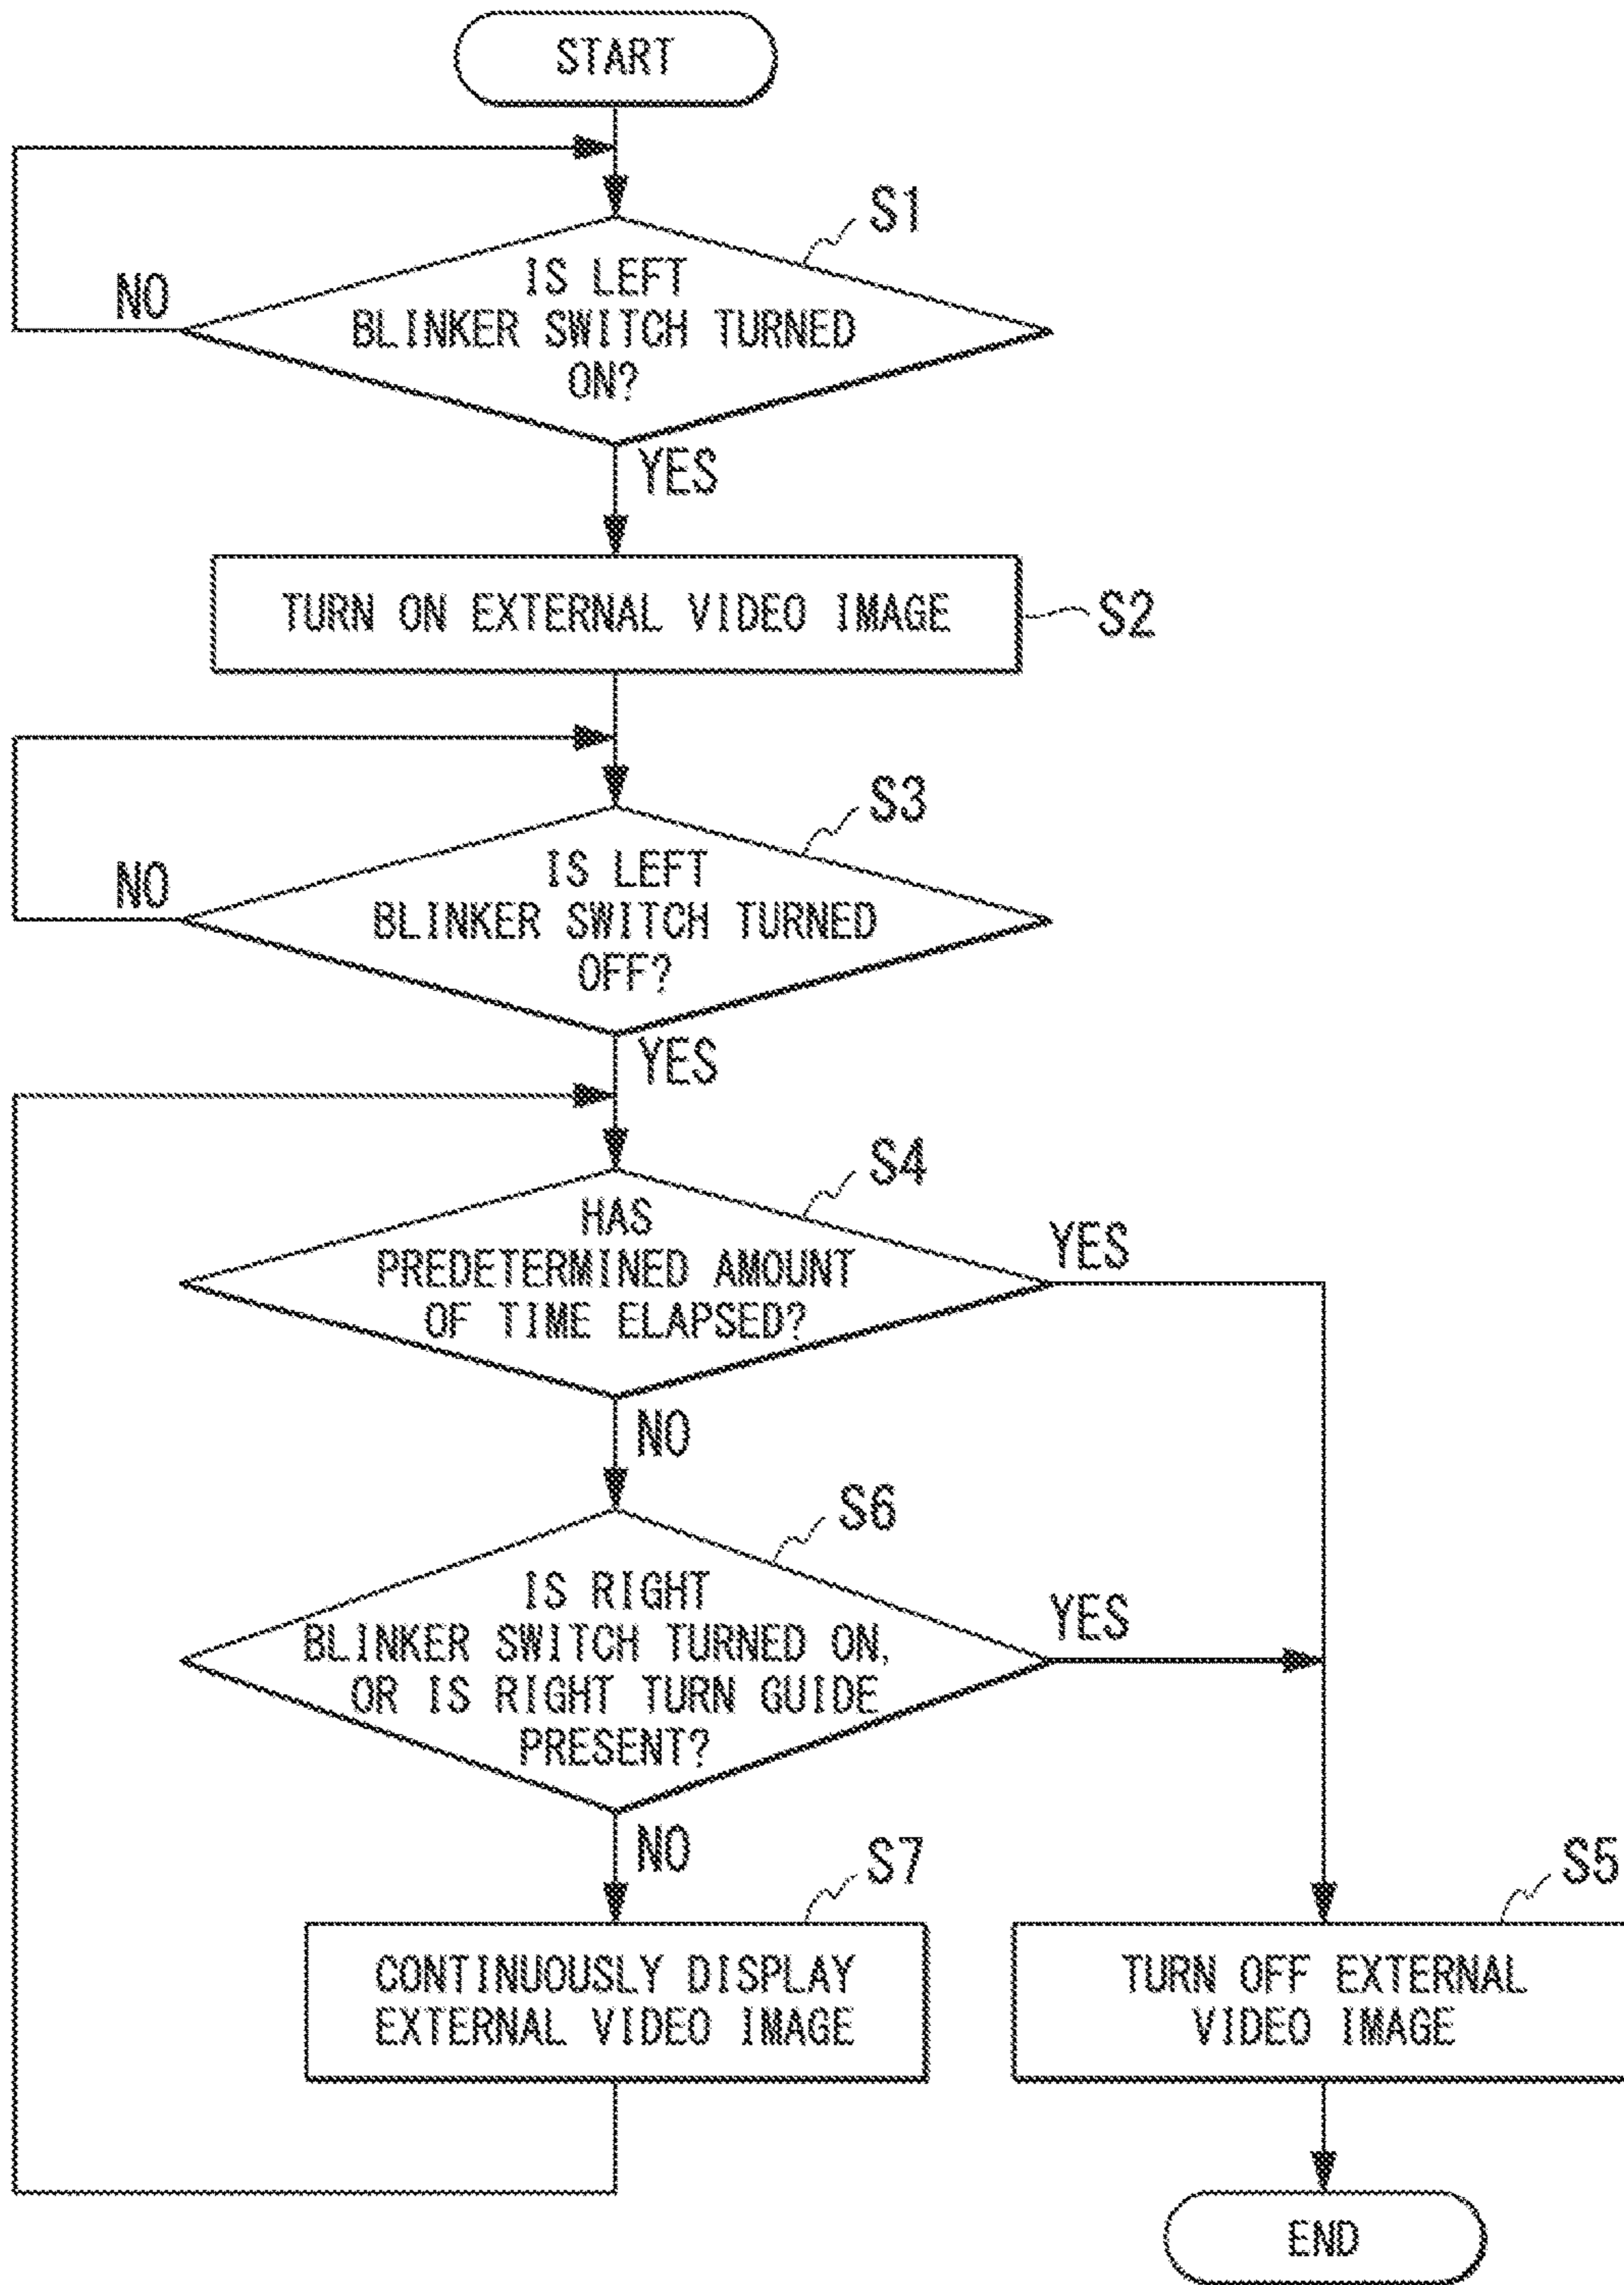 START
S1
NO
IS LEFT
BLINKER SWITCH TURNED
ON?
YES
TURN ON EXTERNAL VIDEO IMAGE
S2
S3
NO
IS LEFT
BLINKER SWITCH TURNED
OFF?
YES
S4
HAS
PREDETERMINED AMOUNT
OF TIME ELAPSED?
YES
NO
S6
IS RIGHT
BLINKER SWITCH TURNED ON,
OR IS RIGHT TURN GUIDE
PRESENT?
YES
NO
S7
CONTINUOUSLY DISPLAY
EXTERNAL VIDEO IMAGE
S5
TURN OFF EXTERNAL
VIDEO IMAGE
END